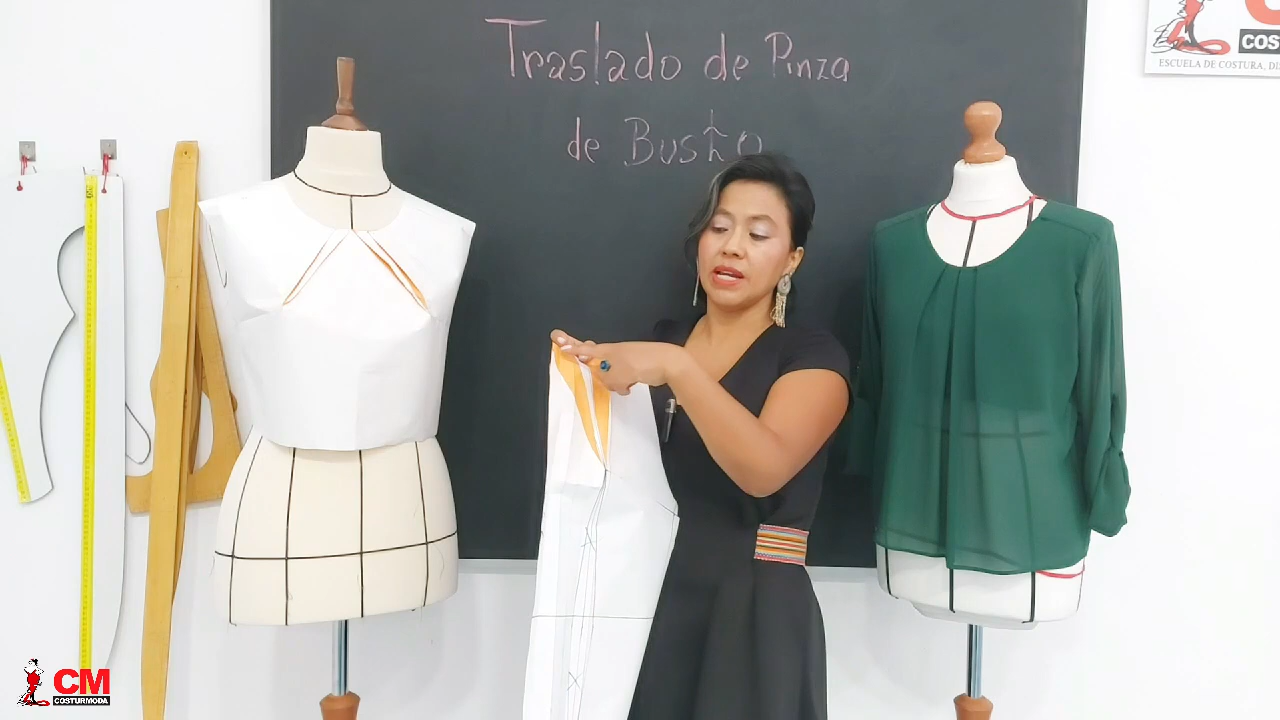 Traslado de Pinza
de Busto
COS
ESCUELA DE COSTURA, DI
CM
COSTURMODA